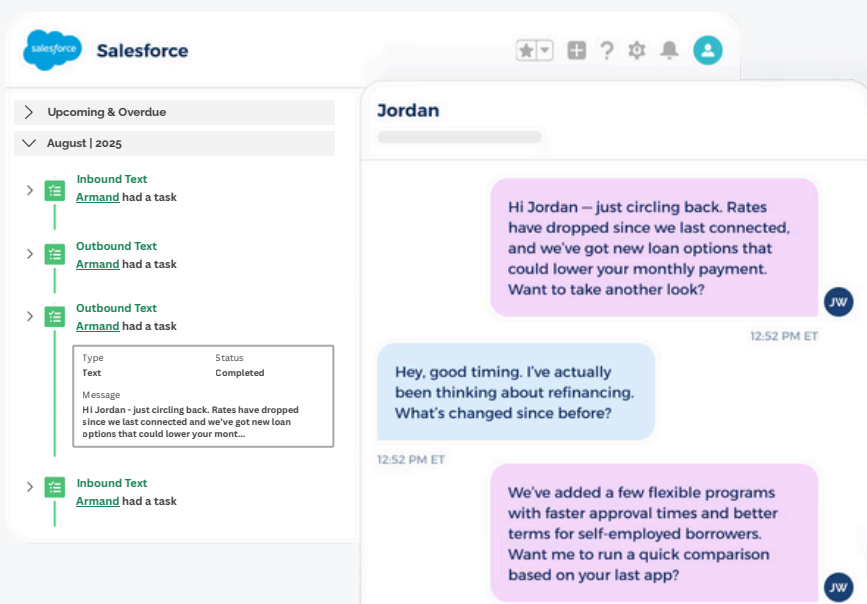 salesforce
Salesforce
Upcoming & Overdue
August | 2025
Inbound Text
Armand had a task
Outbound Text
Armand had a task
Outbound Text
Armand had a task
Type
Status
Text
Completed
Message
Hi Jordan - just circling back. Rates have dropped
since we last connected and we've got new loan
options that could lower your mont...
Inbound Text
Armand had a task
Jordan
Hi Jordan — just circling back. Rates
have dropped since we last connected,
and we've got new loan options that
could lower your monthly payment.
Want to take another look?
JW
12:52 PM ET
Hey, good timing. I've actually
been thinking about refinancing.
What's changed since before?
12:52 PM ET
We've added a few flexible programs
with faster approval times and better
terms for self-employed borrowers.
Want me to run a quick comparison
based on your last app?
JW